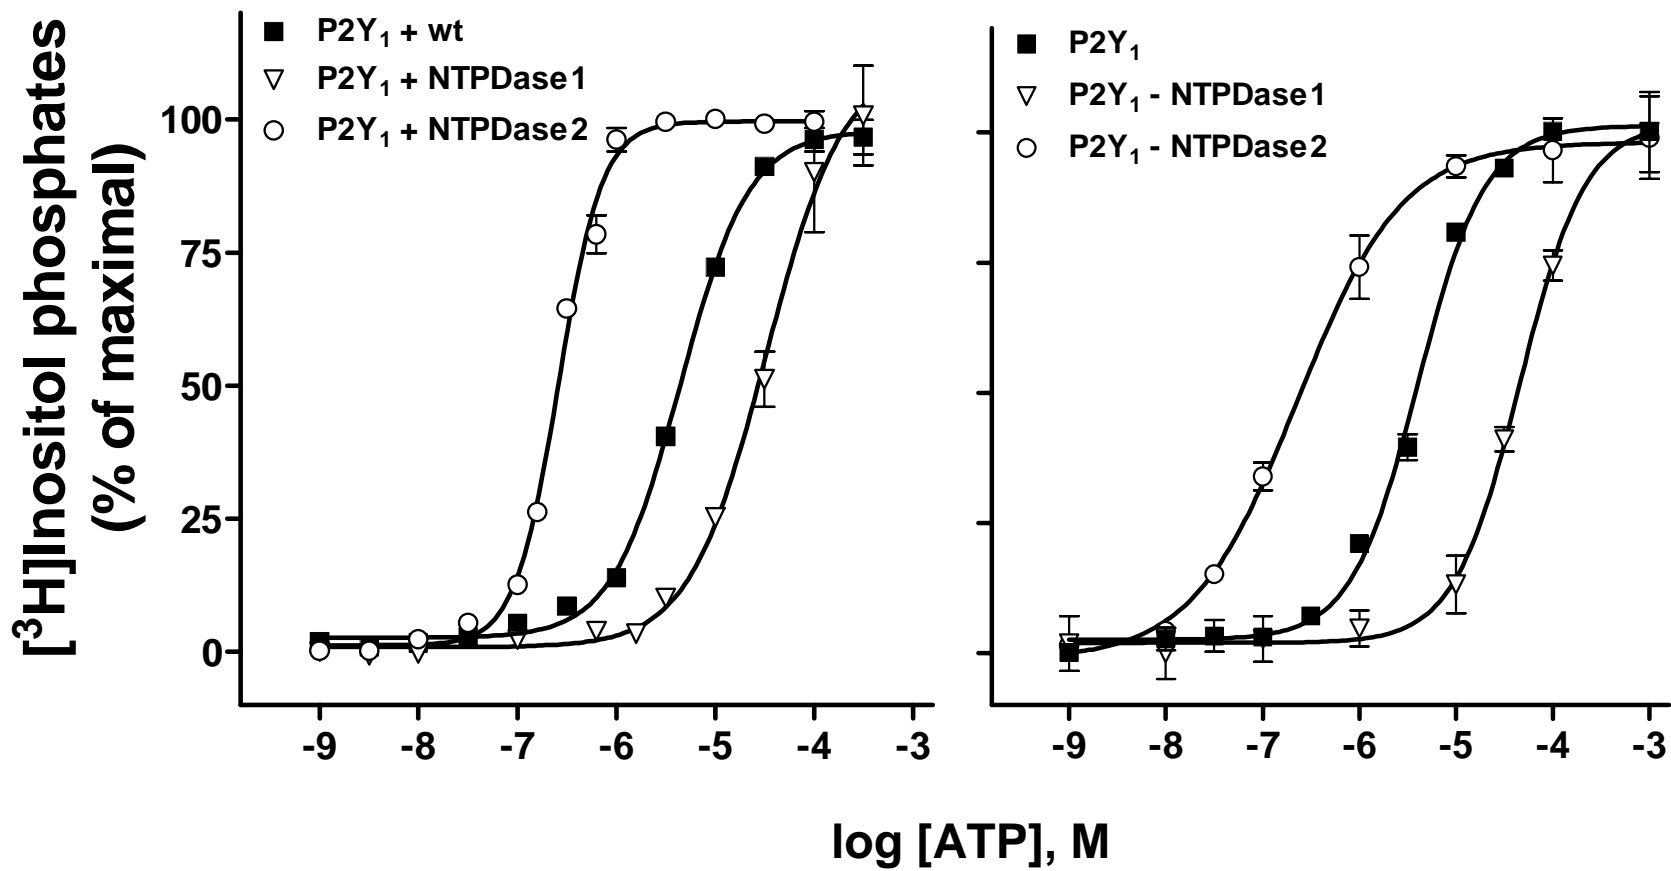 [³H]Inositol phosphates
(% of maximal)
P2Y₁ + wt
P2Y₁ + NTPDase1
P2Y₁ + NTPDase2
100
75
50
25
0
-9 -8 -7 -6 -5 -4 -3
P2Y₁
P2Y₁ - NTPDase1
P2Y₁ - NTPDase2
-9 -8 -7 -6 -5 -4 -3
log [ATP], M